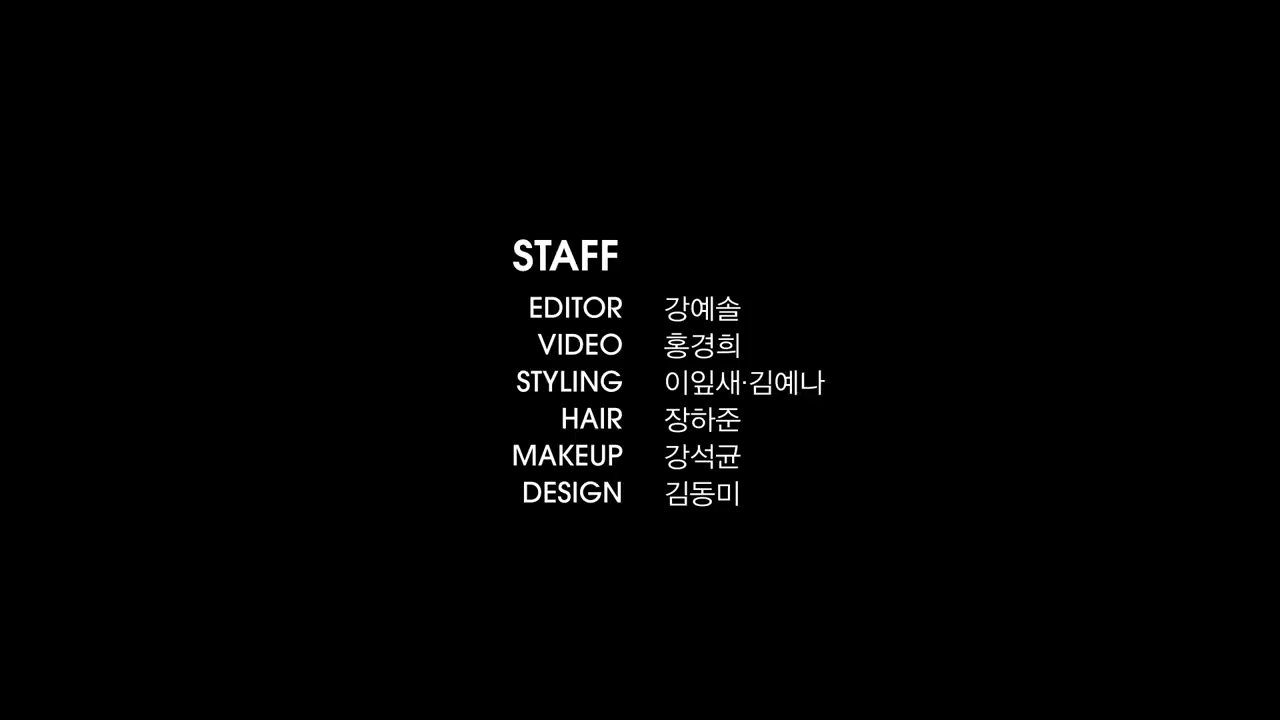 STAFF
EDITOR 강예솔
VIDEO 홍경희
STYLING 이잎새·김예나
HAIR 장하준
MAKEUP 강석균
DESIGN 김동미